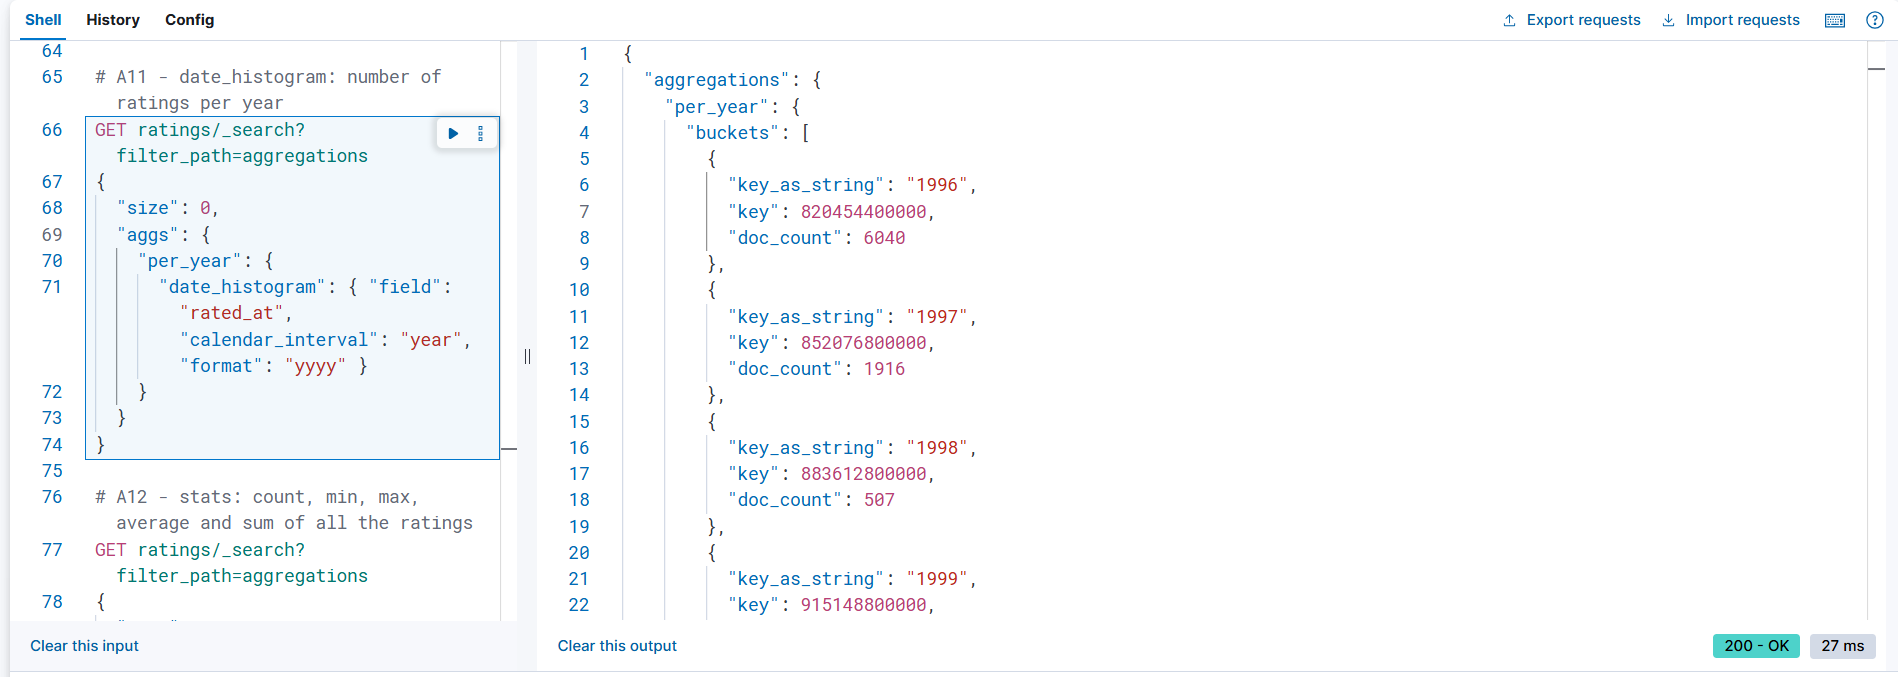 Shell History Config Export requests Import requests
64
65 # A11 - date_histogram: number of
ratings per year
66 GET ratings/_search?
filter_path=aggregations
67 {
68 "size": 0,
69 "aggs": {
70 "per_year": {
71 "date_histogram": { "field":
"rated_at",
"calendar_interval": "year",
"format": "yyyy" }
72 }
73 }
74 }
75
76 # A12 - stats: count, min, max,
average and sum of all the ratings
77 GET ratings/_search?
filter_path=aggregations
78 {
Clear this input
1 {
2 "aggregations": {
3 "per_year": {
4 "buckets": [
5 {
6 "key_as_string": "1996",
7 "key": 820454400000,
8 "doc_count": 6040
9 },
10 {
11 "key_as_string": "1997",
12 "key": 852076800000,
13 "doc_count": 1916
14 },
15 {
16 "key_as_string": "1998",
17 "key": 883612800000,
18 "doc_count": 507
19 },
20 {
21 "key_as_string": "1999",
22 "key": 915148800000,
Clear this output 200 - OK 27 ms